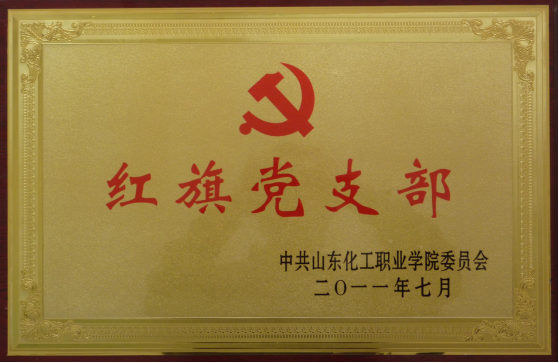 红旗党支部
中共山东化工职业学院委员会
二〇一一年七月